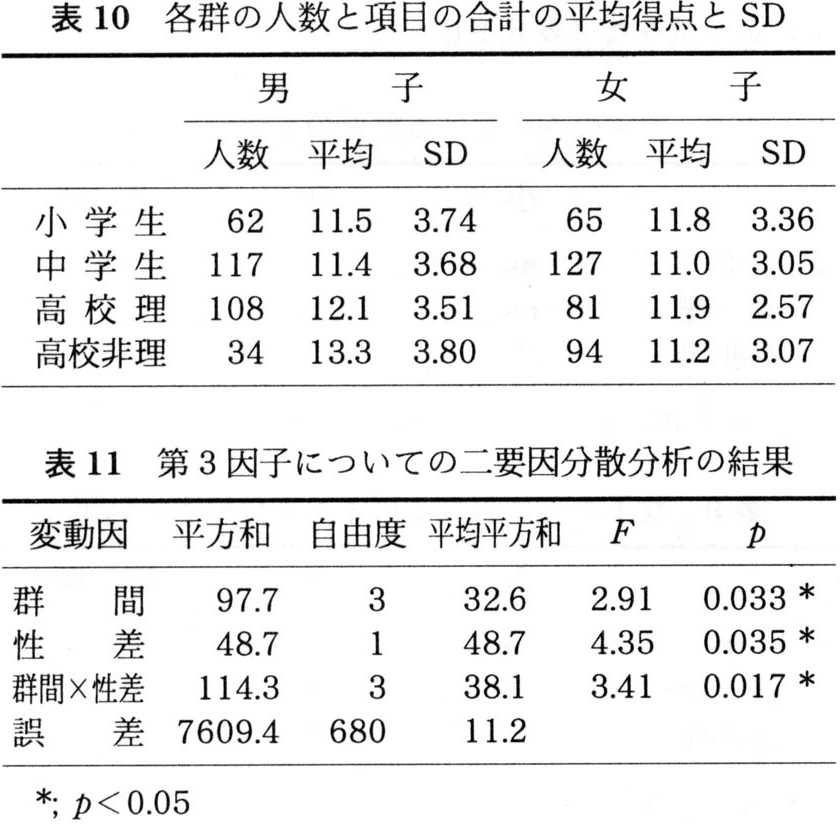 表10 各群の人数と項目の合計の平均得点とSD
男子 女子
人数 平均 SD 人数 平均 SD
小学生 62 11.5 3.74 65 11.8 3.36
中学生 117 11.4 3.68 127 11.0 3.05
高校理 108 12.1 3.51 81 11.9 2.57
高校非理 34 13.3 3.80 94 11.2 3.07
表11 第3因子についての二要因分散分析の結果
変動因 平方和 自由度 平均平方和 F p
群間 97.7 3 32.6 2.91 0.033 *
性差 48.7 1 48.7 4.35 0.035 *
群間×性差 114.3 3 38.1 3.41 0.017 *
誤差 7609.4 680 11.2
*; p<0.05